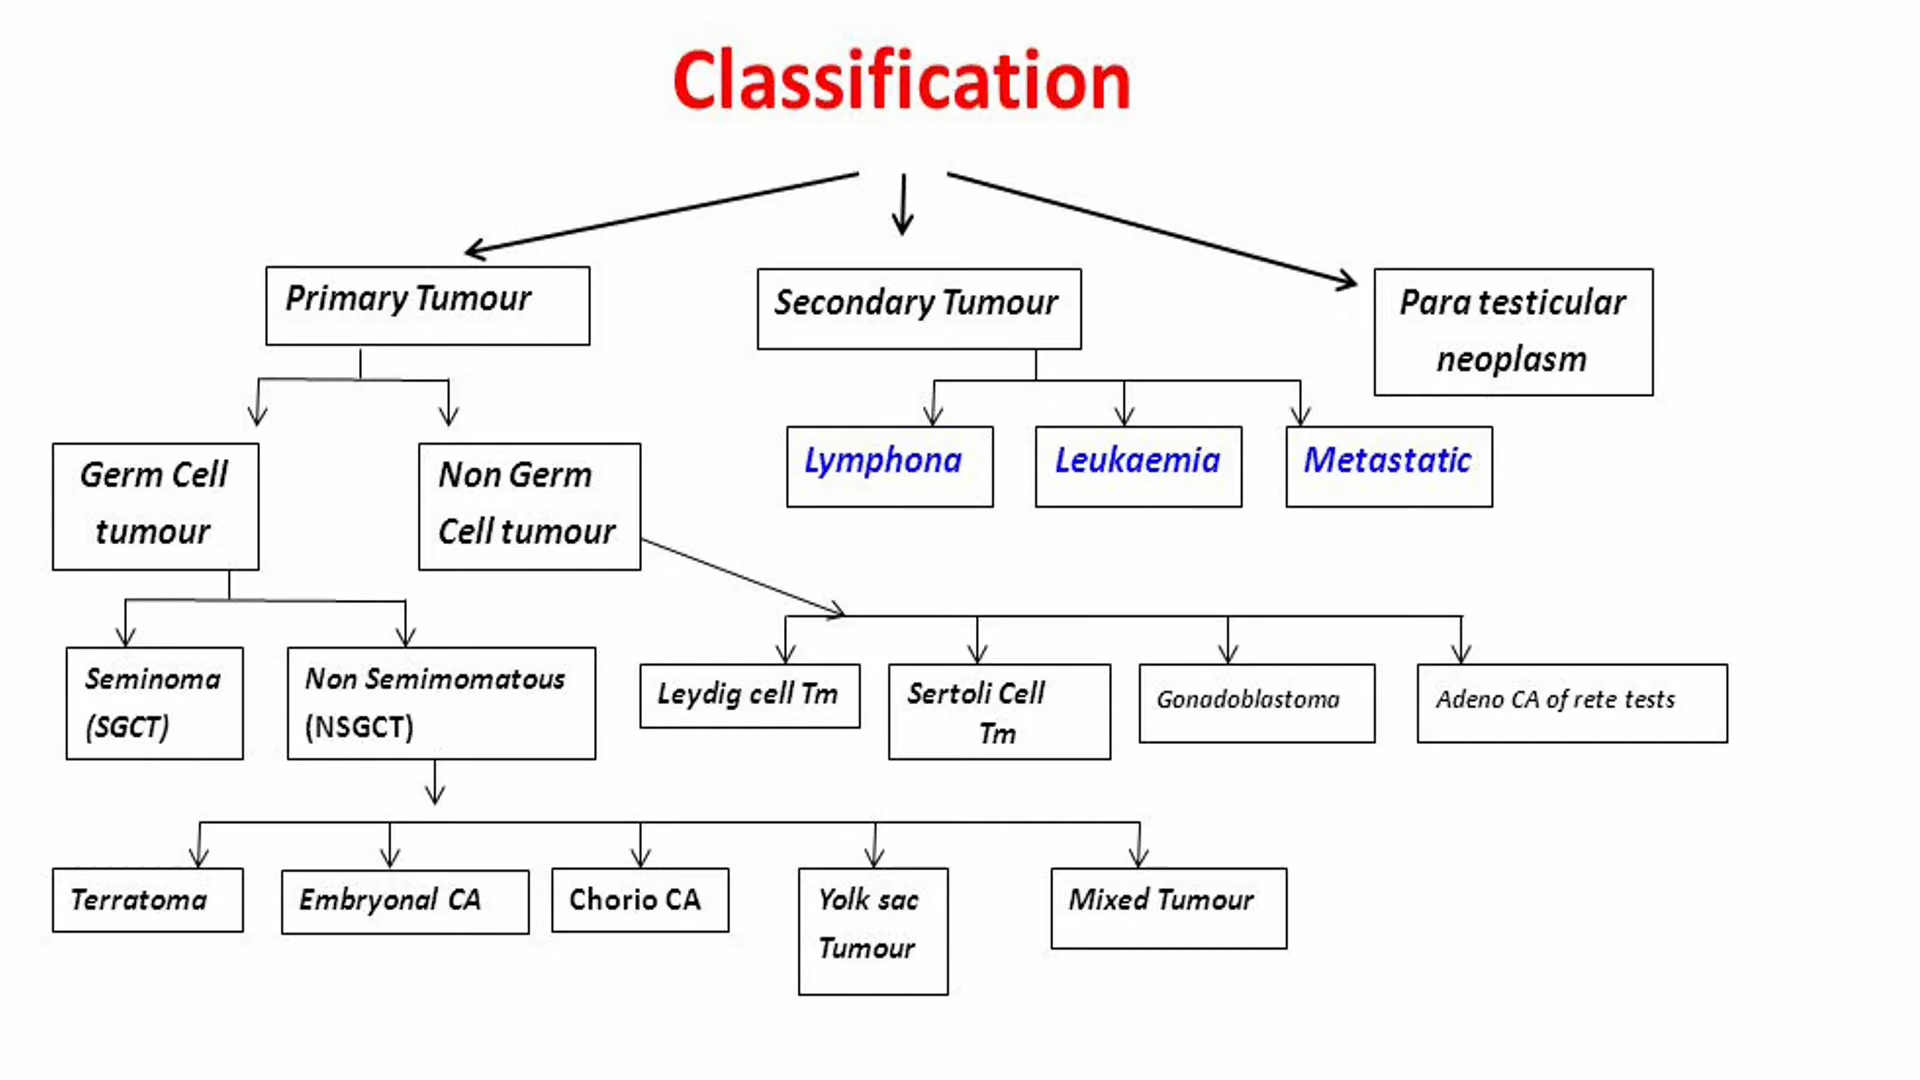 Classification
Primary Tumour
Secondary Tumour
Para testicular
neoplasm
Germ Cell
tumour
Non Germ
Cell tumour
Lymphona
Leukaemia
Metastatic
Seminoma
(SGCT)
Non Semimomatous
(NSGCT)
Leydig cell Tm
Sertoli Cell
Tm
Gonadoblastoma
Adeno CA of rete tests
Terratoma
Embryonal CA
Chorio CA
Yolk sac
Tumour
Mixed Tumour